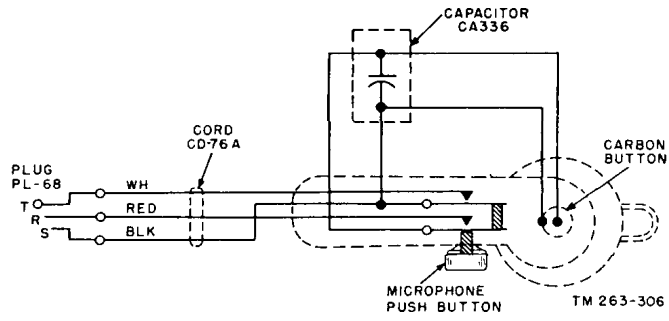 CAPACITOR
CA336
CORD
CD-76A
PLUG
PL-68
T
R
S
WH
RED
BLK
CARBON
BUTTON
MICROPHONE
PUSH BUTTON
TM 263-306